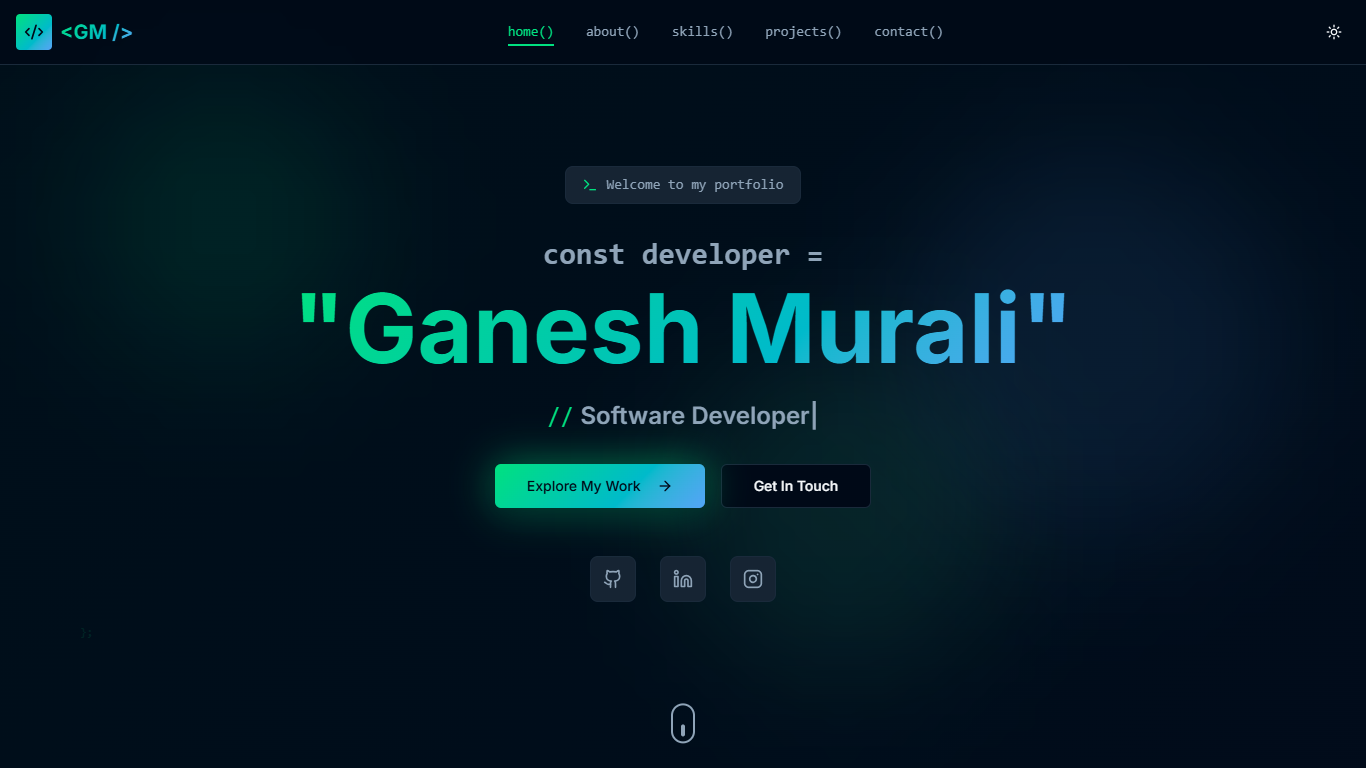 <GM />
home() about() skills() projects() contact()
Welcome to my portfolio
const developer =
"Ganesh Murali"
// Software Developer|
Explore My Work →
Get In Touch